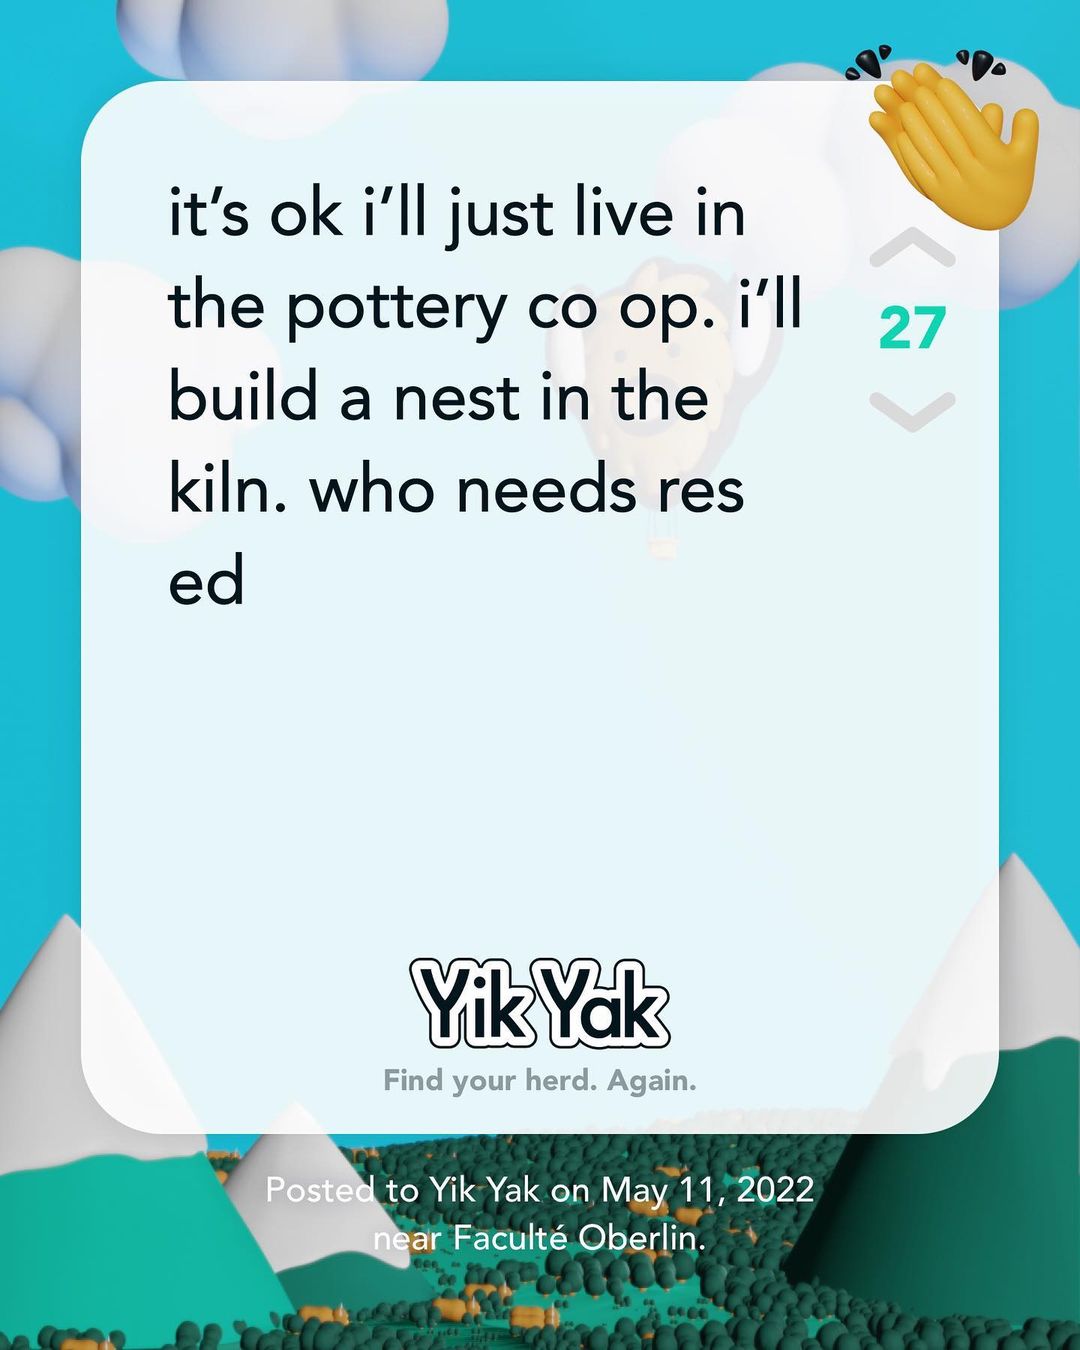 it’s ok i’ll just live in
the pottery co op. i’ll
build a nest in the
kiln. who needs res
ed
27
Yik Yak
Find your herd. Again.
Posted to Yik Yak on May 11, 2022
near Faculté Oberlin.